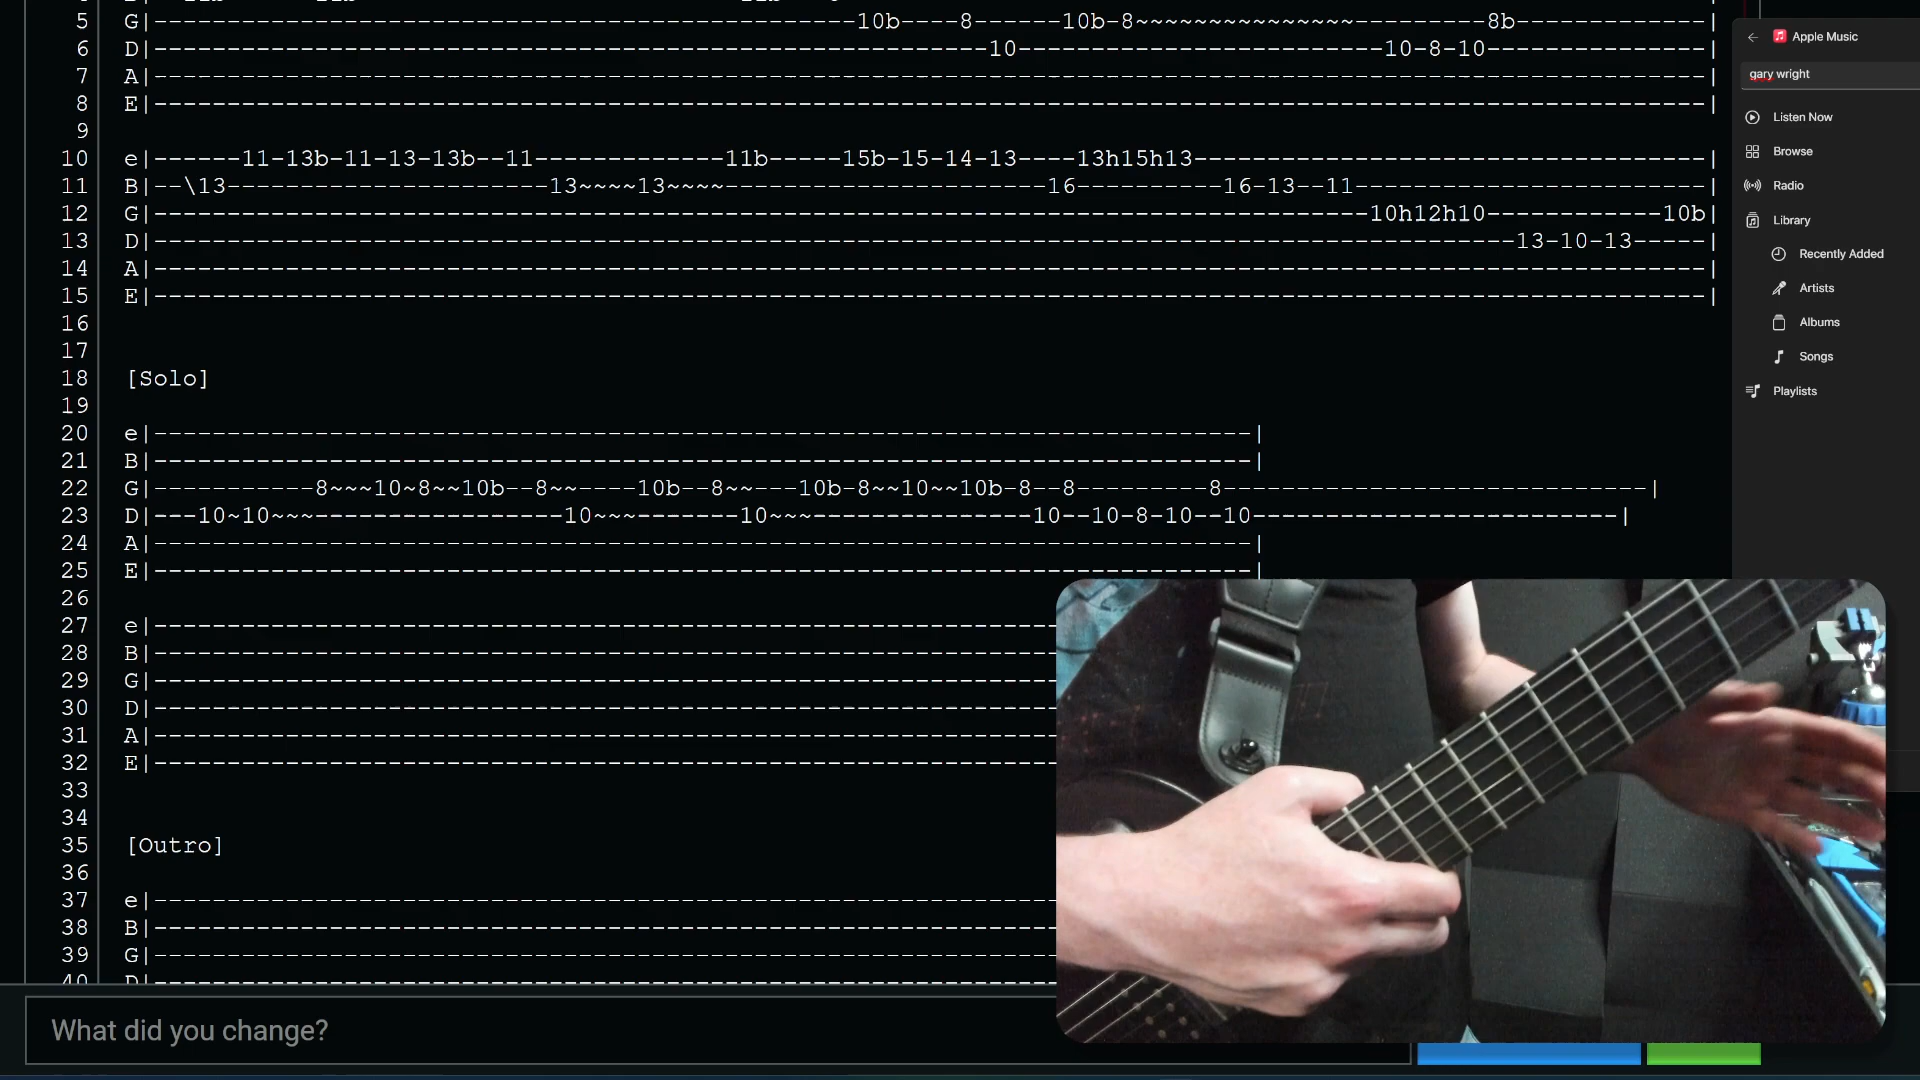 5 G|------------------------------------------------10b----8------10b-8~~~~~~~~~~~~~~~---------8b-------------|
6 D|---------------------------------------------------------10-------------------------10-8-10---------------|
7 A|----------------------------------------------------------------------------------------------------------|
8 E|----------------------------------------------------------------------------------------------------------|
9
10 e|------11-13b-11-13-13b--11-------------11b-----15b-15-14-13----13h15h13-----------------------------------|
11 B|--\13----------------------13~~~~13~~~~----------------------16----------16-13--11------------------------|
12 G|-----------------------------------------------------------------------------------10h12h10------------10b|
13 D|---------------------------------------------------------------------------------------------13-10-13-----|
14 A|----------------------------------------------------------------------------------------------------------|
15 E|----------------------------------------------------------------------------------------------------------|
16
17
18 [Solo]
19
20 e|---------------------------------------------------------------------------|
21 B|---------------------------------------------------------------------------|
22 G|-----------8~~~10~8~~10b--8~~----10b--8~~---10b-8~~10~~10b-8--8---------8-----------------------------|
23 D|---10~10~~~-----------------10~~~-------10~~~---------------10--10-8-10--10-------------------------|
24 A|---------------------------------------------------------------------------|
25 E|---------------------------------------------------------------------------|
26
27 e|--------------------------------------------------------------
28 B|--------------------------------------------------------------
29 G|--------------------------------------------------------------
30 D|--------------------------------------------------------------
31 A|--------------------------------------------------------------
32 E|--------------------------------------------------------------
33
34
35 [Outro]
36
37 e|--------------------------------------------------------------
38 B|--------------------------------------------------------------
39 G|--------------------------------------------------------------
What did you change?
Apple Music
gary wright
Listen Now
Browse
Radio
Library
Recently Added
Artists
Albums
Songs
Playlists